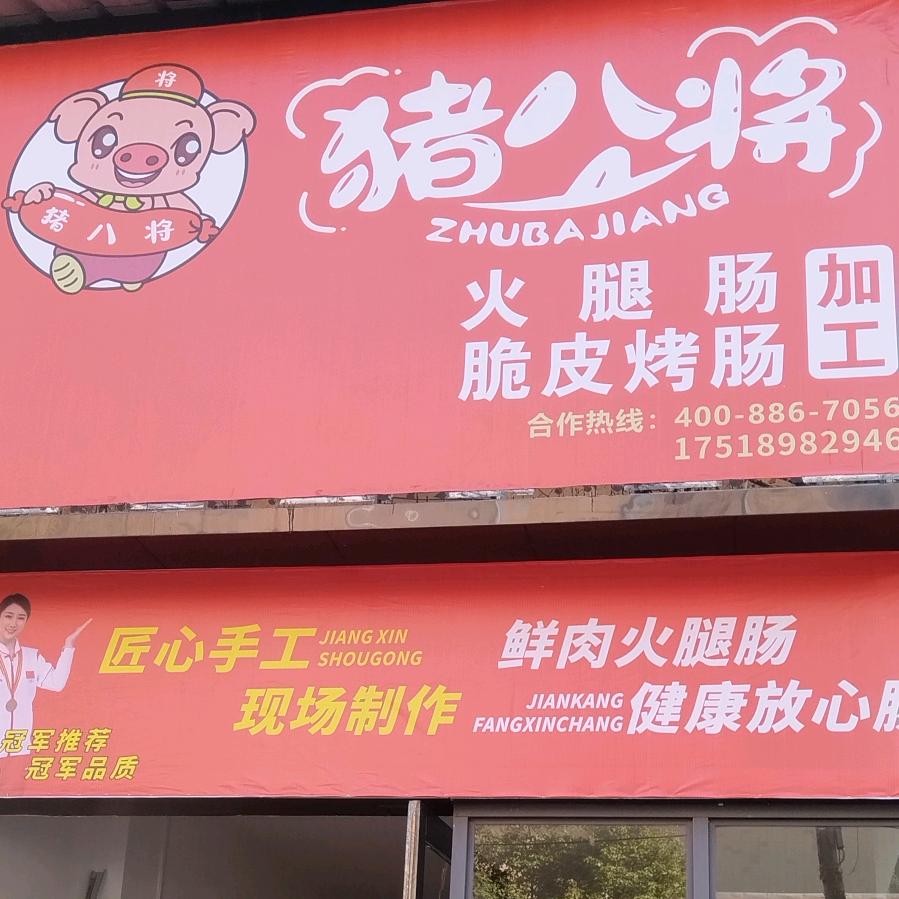 将
猪八将
猪八将
ZHUBAJIANG
火腿肠
脆皮烤肠
加工
合作热线：400-886-7056
17518982946
匠心手工
JIANG XIN
SHOUGONG
现场制作
鲜肉火腿肠
JIANKANG
FANGXINCHANG
健康放心肠
冠军推荐
冠军品质